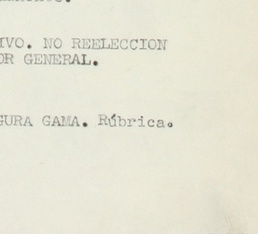 IVO. NO REELECCION
OR GENERAL.
GURA GAMA. Rúbrica.